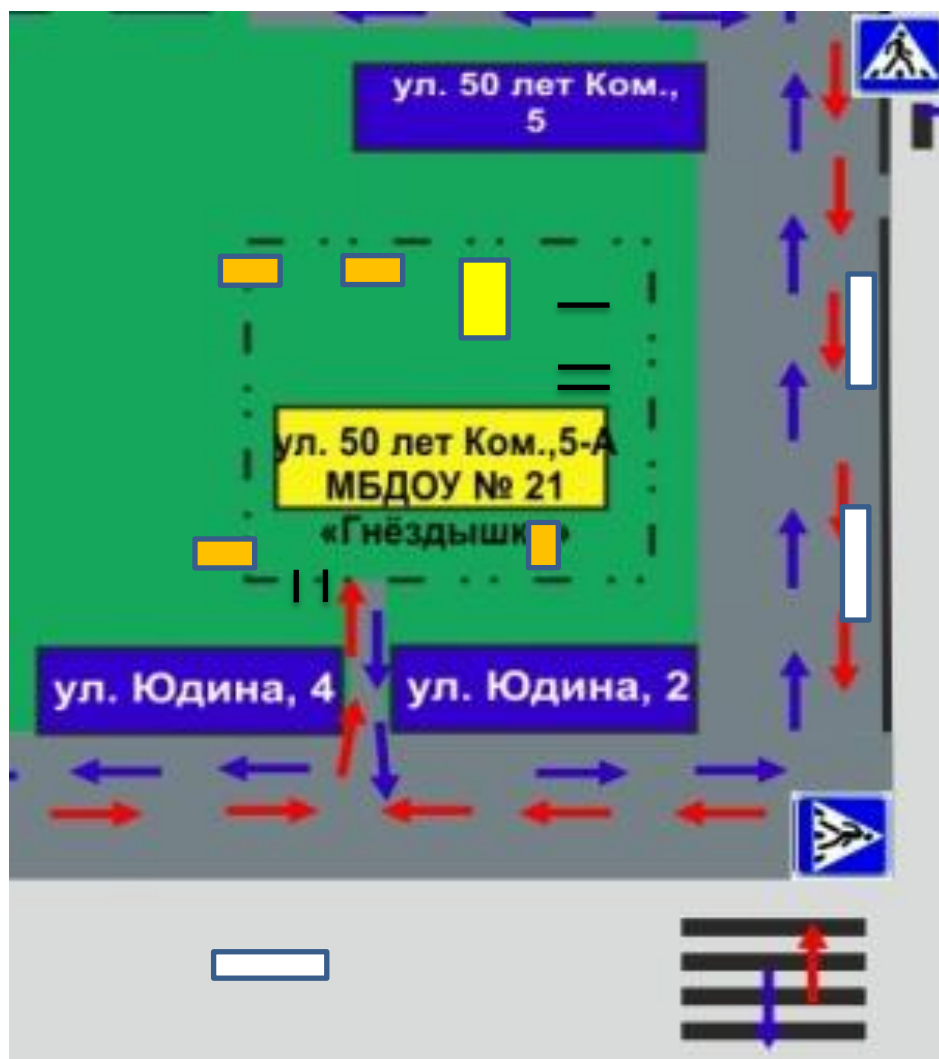 ул. 50 лет Ком.,
5
ул. 50 лет Ком.,5-А
МБДОУ № 21
ул. Юдина, 4
ул. Юдина, 2